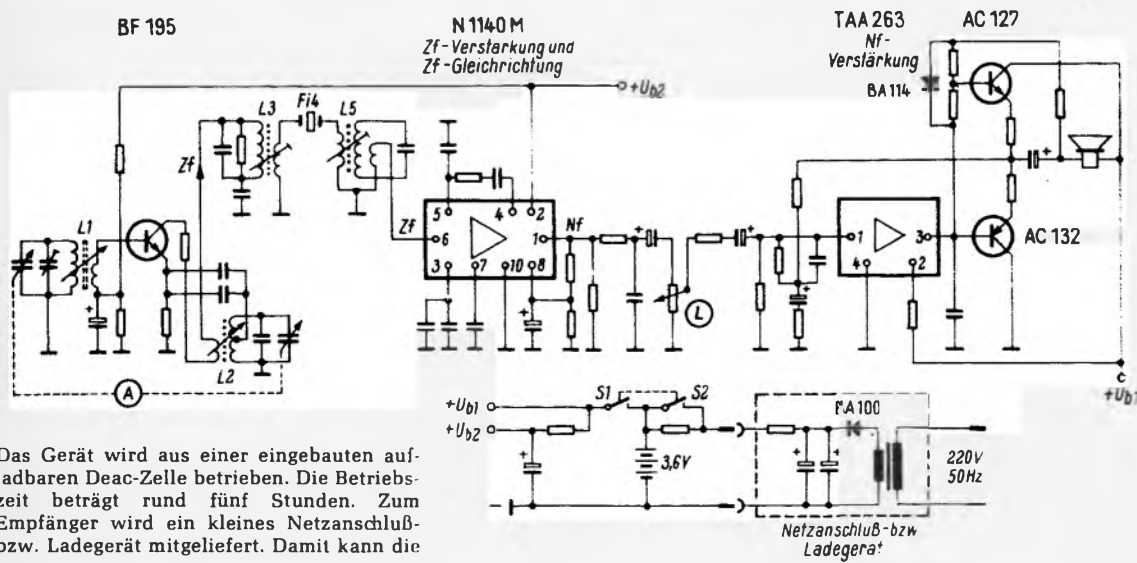 BF 195
N 1140 M
Zf-Verstärkung und
Zf-Gleichrichtung
TAA 263
Nf-
Verstärkung
AC 127
BA 114
+Ub2
L3
Fi4
L5
Zf
L1
Zf
5
4
2
6
1
3
7
10
8
Nf
L
1
3
4
2
AC 132
L2
A
+Ub1
+Ub1
+Ub2
S1
S2
3,6V
BA100
220V
50Hz
Netzanschluß-bzw
Ladegerät
Das Gerät wird aus einer eingebauten auf-
ladbaren Deac-Zelle betrieben. Die Betriebs-
zeit beträgt rund fünf Stunden. Zum
Empfänger wird ein kleines Netzanschluß-
bzw. Ladegerät mitgeliefert. Damit kann die